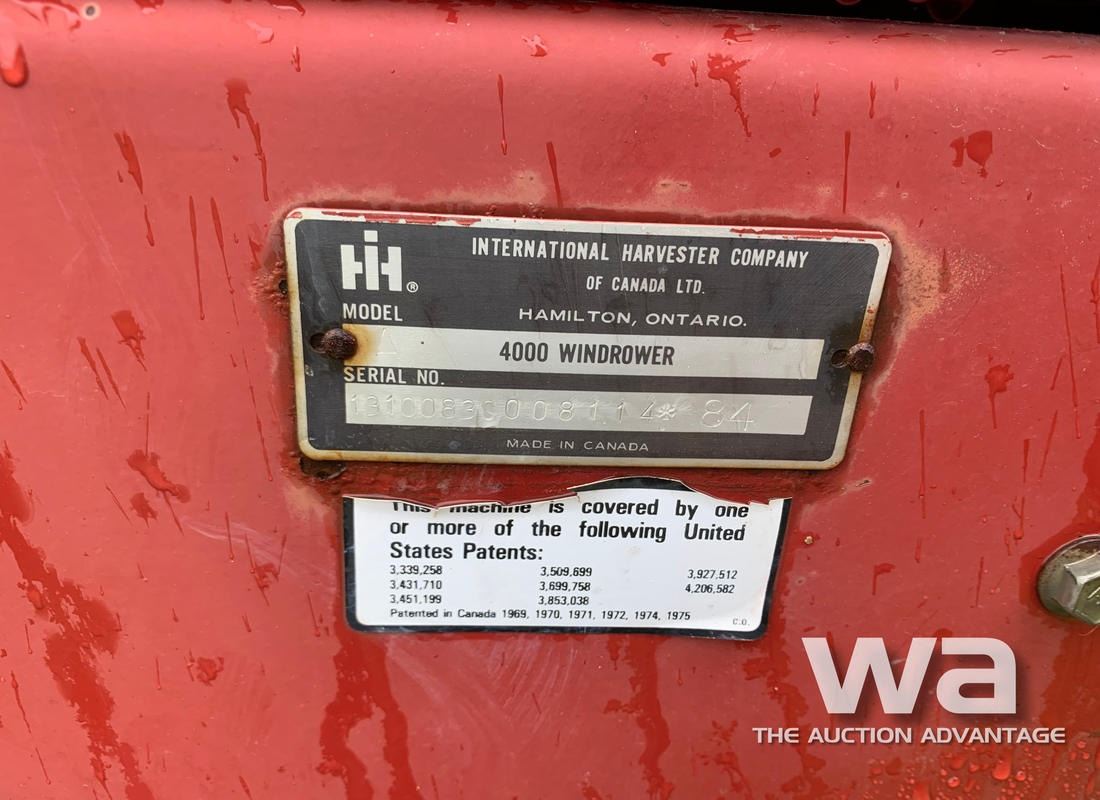 IH®
INTERNATIONAL HARVESTER COMPANY
OF CANADA LTD.
MODEL
HAMILTON, ONTARIO.
4000 WINDROWER
SERIAL NO.
84
MADE IN CANADA
This machine is covered by one
or more of the following United
States Patents:
3,339,258 3,509,699 3,927,512
3,431,710 3,699,758 4,206,582
3,451,199 3,853,038
Patented in Canada 1969, 1970, 1971, 1972, 1974, 1975 C.O.
wa
THE AUCTION ADVANTAGE